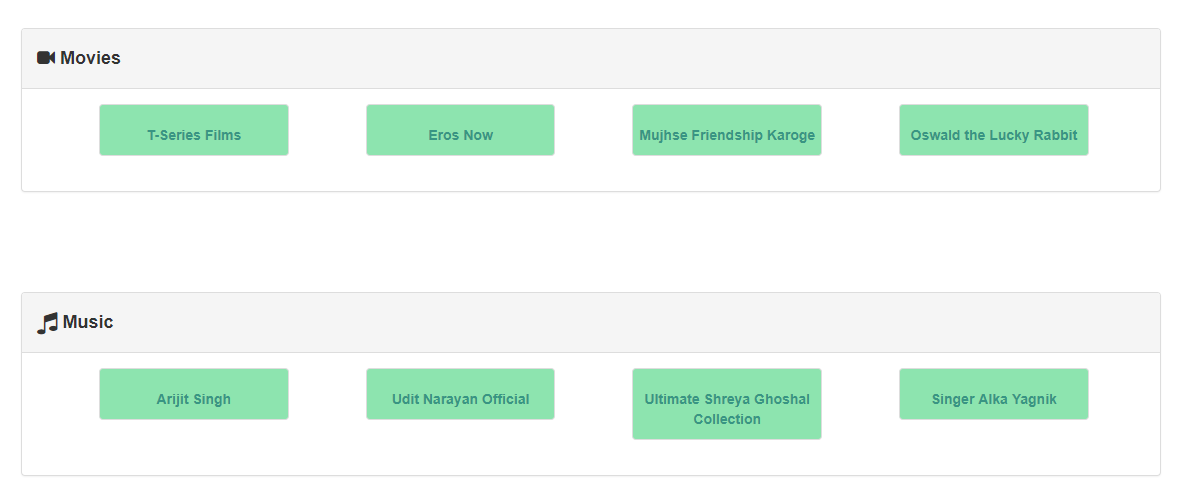 Movies
T-Series Films
Eros Now
Mujhse Friendship Karoge
Oswald the Lucky Rabbit
Music
Arijit Singh
Udit Narayan Official
Ultimate Shreya Ghoshal
Collection
Singer Alka Yagnik